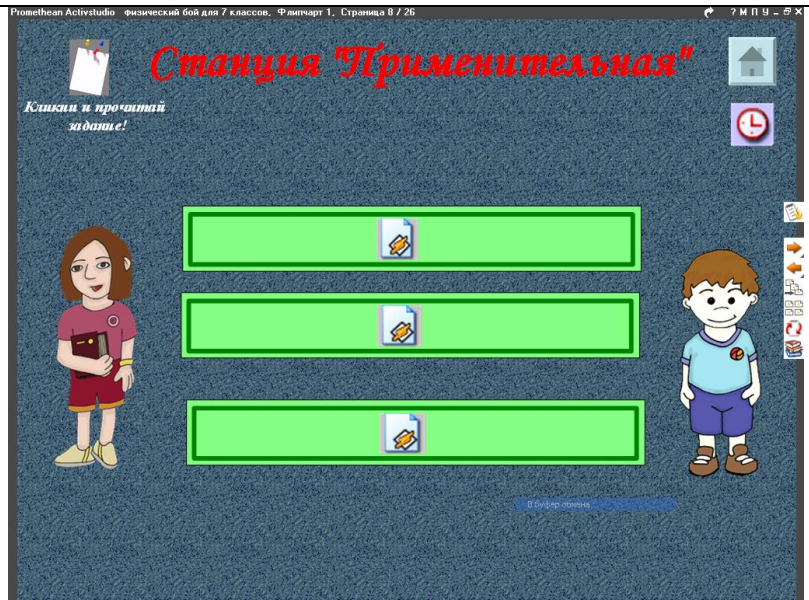 Promethean Activstudio физический бой для 7 классов, Флипчарт 1, Страница 8 / 26
? М П У
Станция "Применительная"
Кликни и прочитай
задание!
В буфер обмена